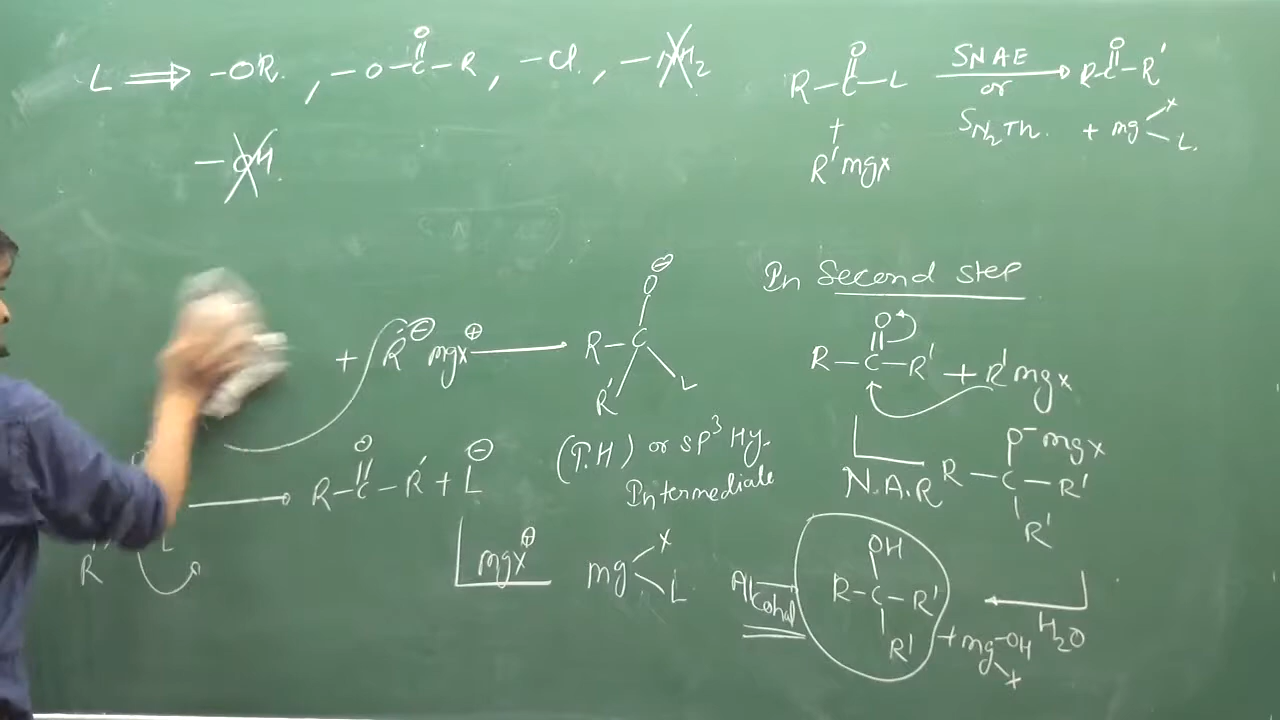 L ⟹ -OR, -O-C(=O)-R, -Cl, -NH2
-OH
R-C(=O)-L + R'mgx
SNAE
or
SN2Th.
R-C(=O)-R' + mg x L
In Second step
+ R'⊖ mgx⊕ → R-C(O⊖)(R')-L
(T.H) or sp3 Hy.
Intermediate
→ R-C(=O)-R' + L⊖
mgx⊕
mg x L
R' L
R-C(=O)-R' + R'mgx
N.A.R
R-C(O⁻mgx)(R')-R'
H2O
R-C(OH)(R')-R' + mg OH x
Alcohal